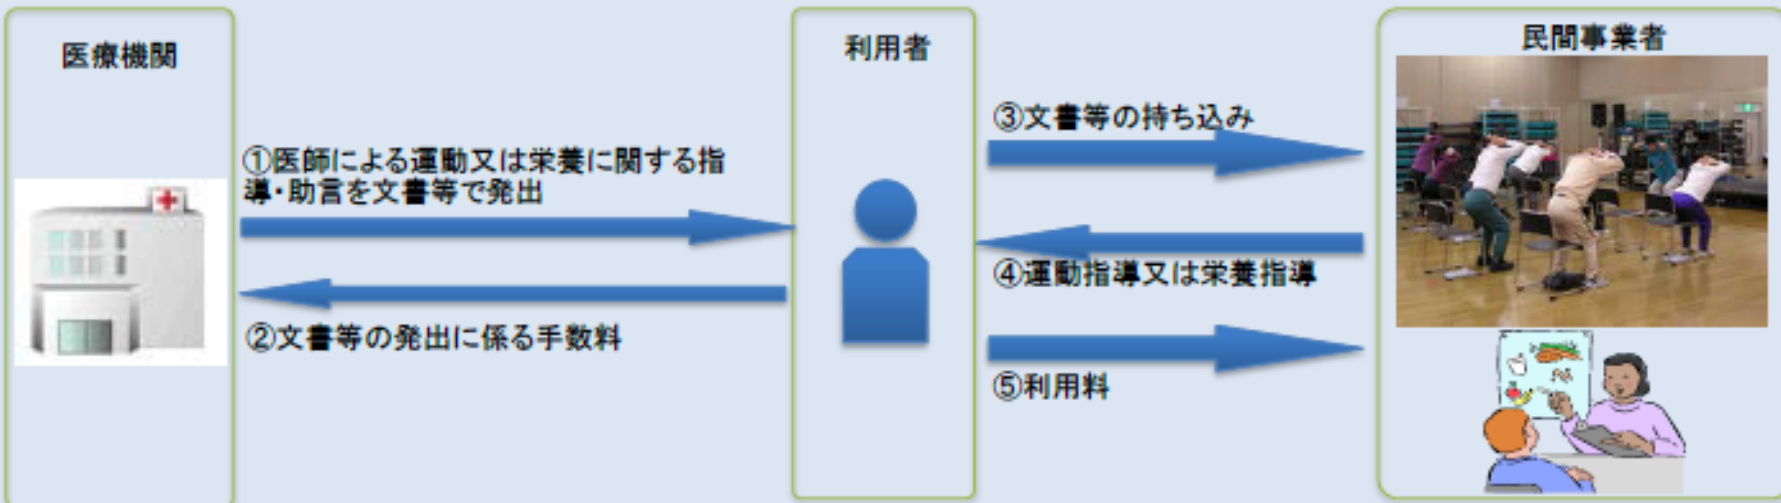 医療機関
利用者
民間事業者
①医師による運動又は栄養に関する指
導・助言を文書等で発出
②文書等の発出に係る手数料
③文書等の持ち込み
④運動指導又は栄養指導
⑤利用料